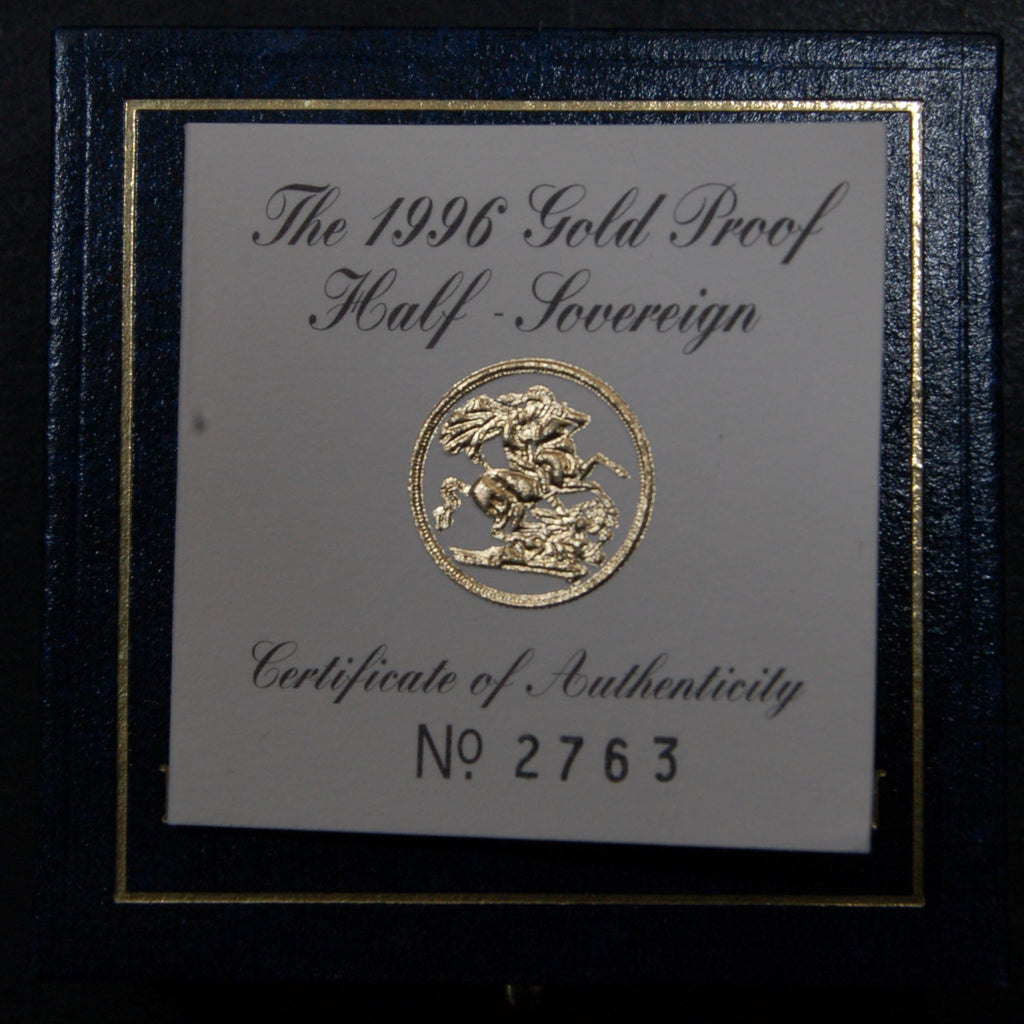 The 1996 Gold Proof
Half - Sovereign
Certificate of Authenticity
Nº 2763